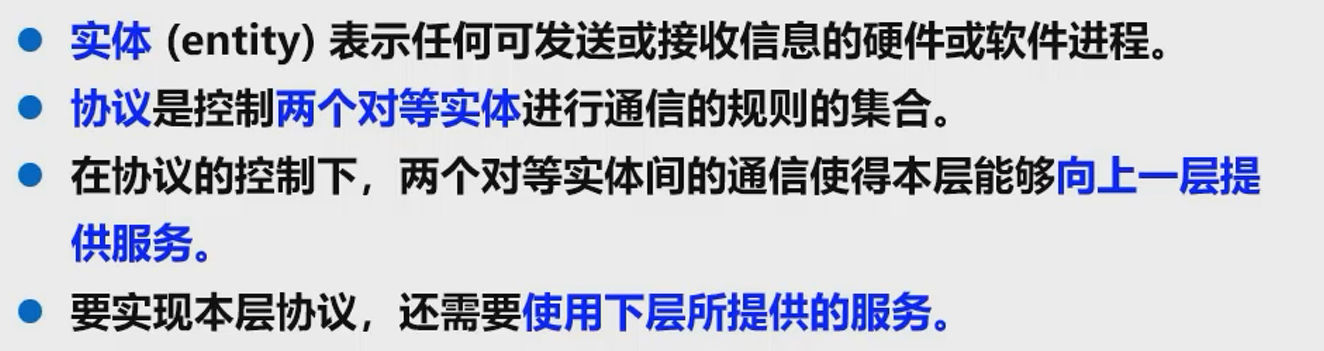 ● 实体 (entity) 表示任何可发送或接收信息的硬件或软件进程。
● 协议是控制两个对等实体进行通信的规则的集合。
● 在协议的控制下，两个对等实体间的通信使得本层能够向上一层提
供服务。
● 要实现本层协议，还需要使用下层所提供的服务。